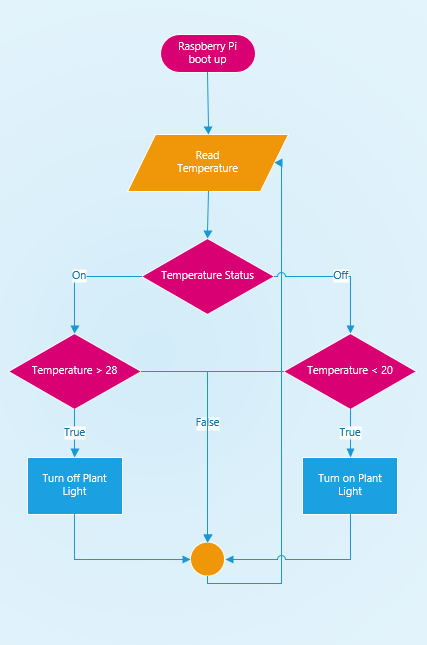 Raspberry Pi
boot up
Read
Temperature
Temperature Status
On
Off
Temperature > 28
Temperature < 20
False
True
True
Turn off Plant
Light
Turn on Plant
Light